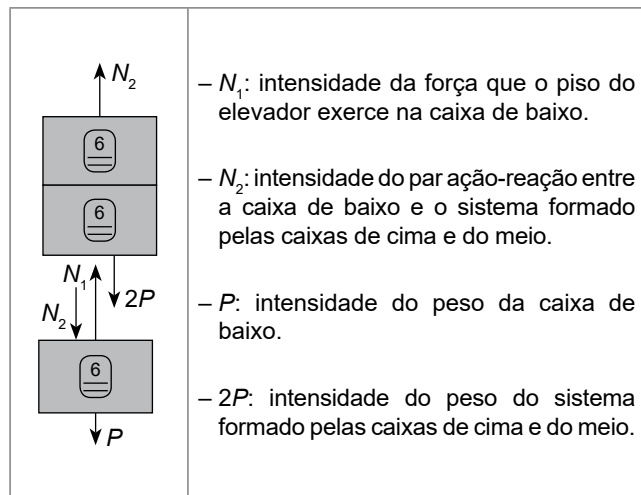 N₂
6
6
N₁
N₂
2P
6
P
– N₁: intensidade da força que o piso do
elevador exerce na caixa de baixo.
– N₂: intensidade do par ação-reação entre
a caixa de baixo e o sistema formado
pelas caixas de cima e do meio.
– P: intensidade do peso da caixa de
baixo.
– 2P: intensidade do peso do sistema
formado pelas caixas de cima e do meio.